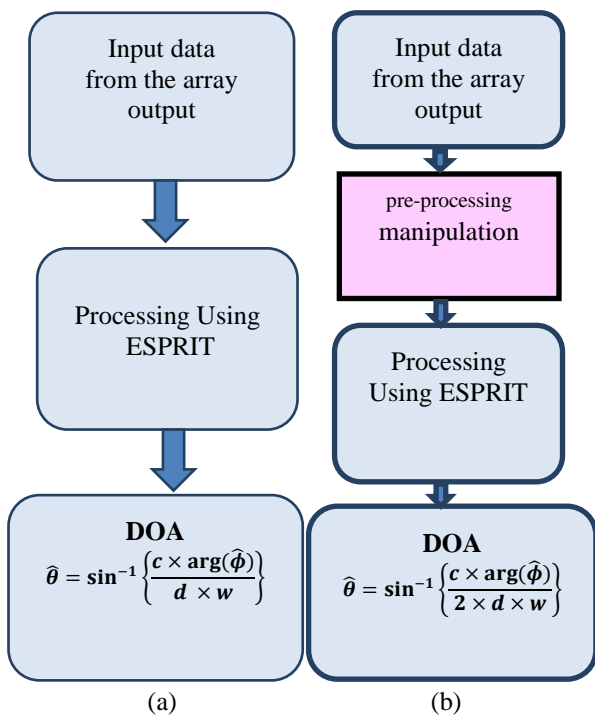 Input data
from the array
output
Processing Using
ESPRIT
DOA
θ̂ = sin⁻¹ { c × arg(ϕ̂) / d × w }
(a)
Input data
from the array
output
pre-processing
manipulation
Processing
Using ESPRIT
DOA
θ̂ = sin⁻¹ { c × arg(ϕ̂) / 2 × d × w }
(b)